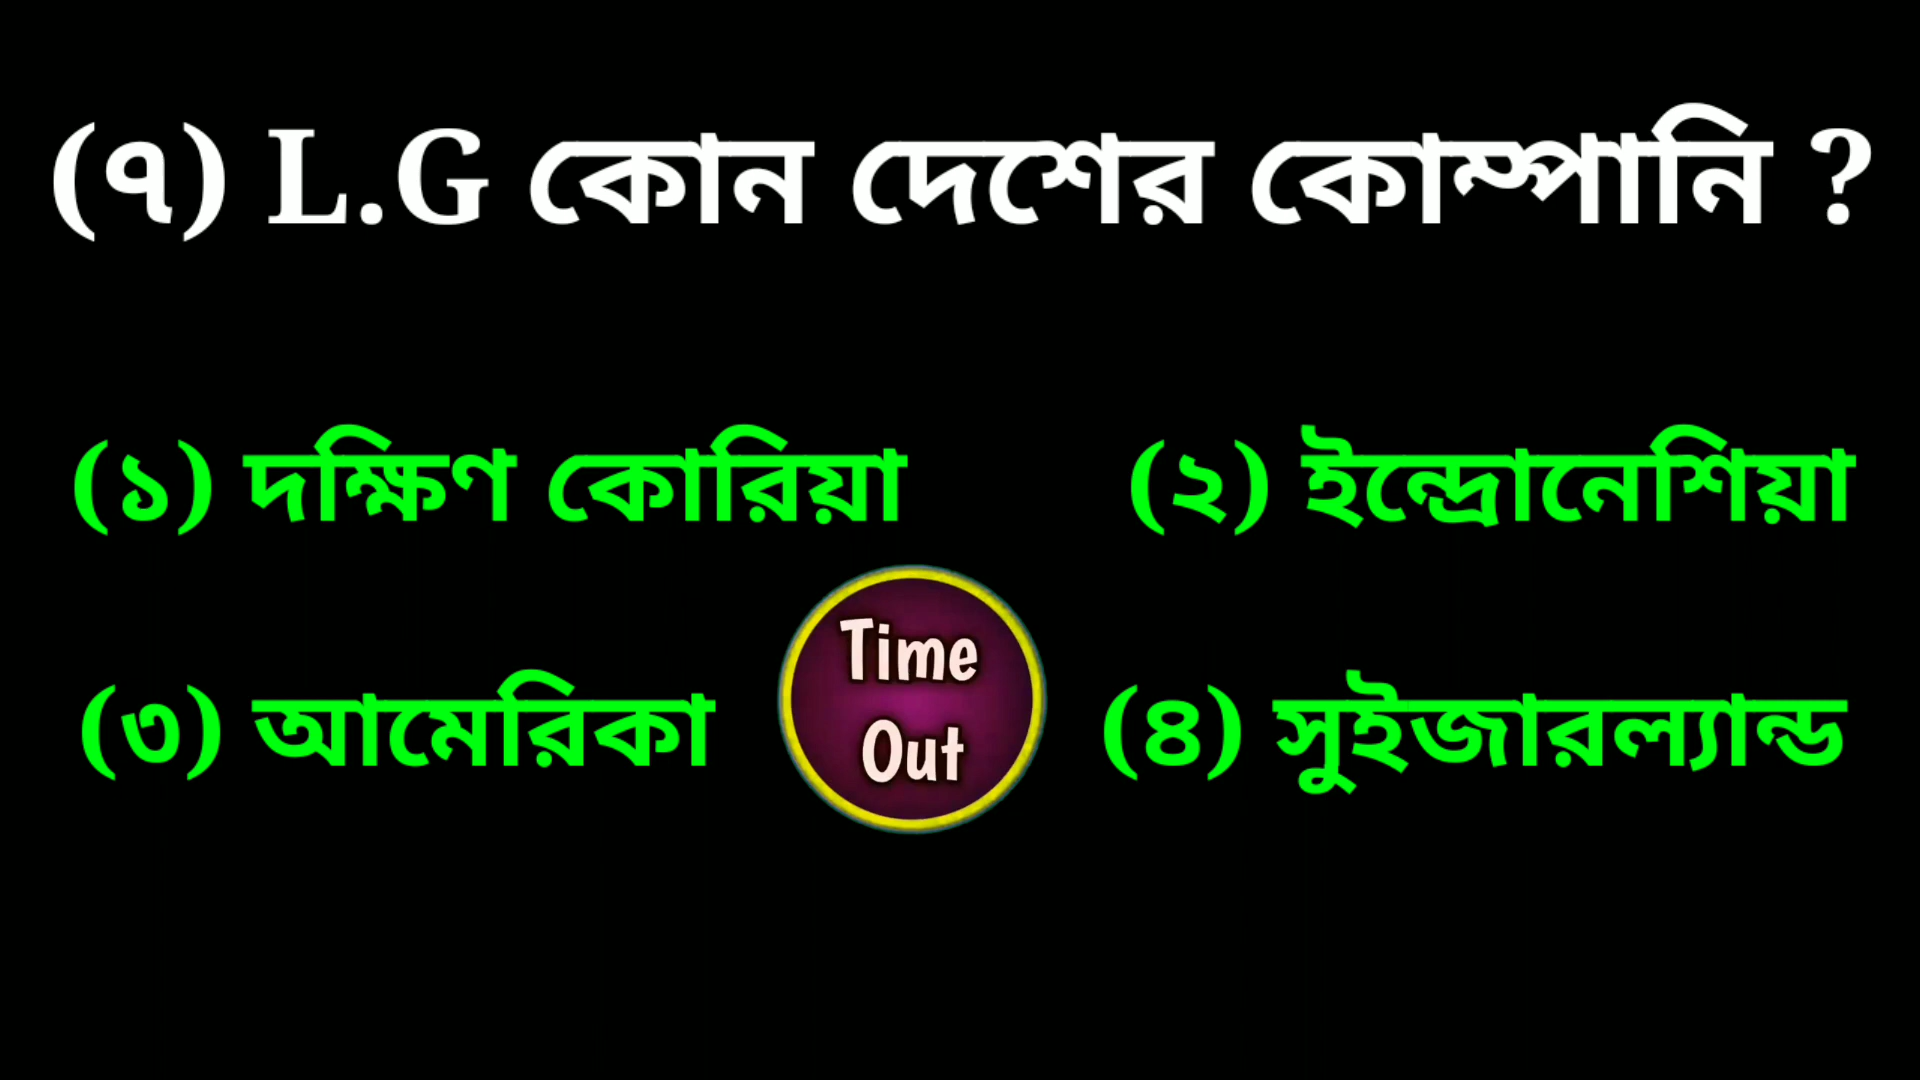 (৭) L.G কোন দেশের কোম্পানি ?
(১) দক্ষিণ কোরিয়া
(২) ইন্দ্রোনেশিয়া
(৩) আমেরিকা
(৪) সুইজারল্যান্ড
Time
Out